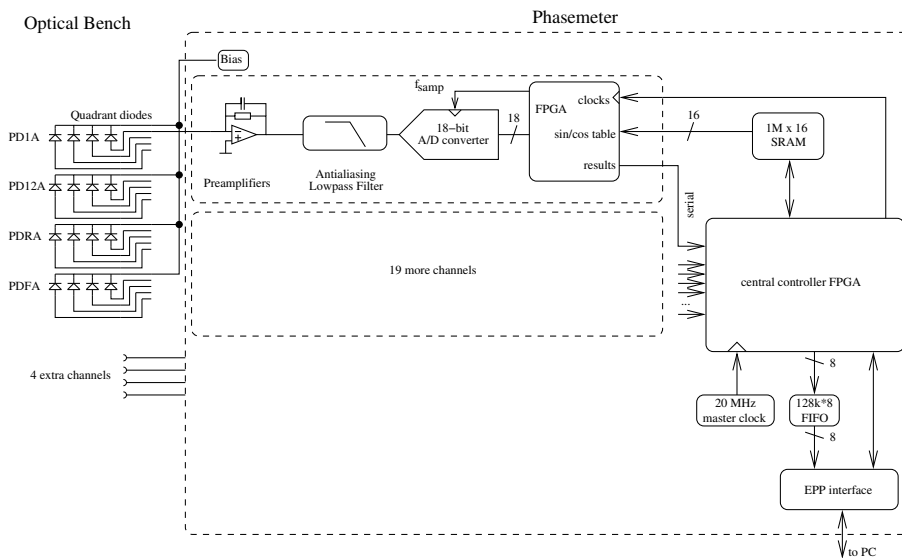 Optical Bench
Phasemeter
Bias
Quadrant diodes
PD1A
PD12A
PDRA
PDFA
f_samp
FPGA
clocks
18-bit
A/D converter
18
sin/cos table
results
16
1M x 16
SRAM
Preamplifiers
Antialiasing
Lowpass Filter
serial
19 more channels
...
central controller FPGA
4 extra channels
20 MHz
master clock
8
128k*8
FIFO
8
EPP interface
to PC